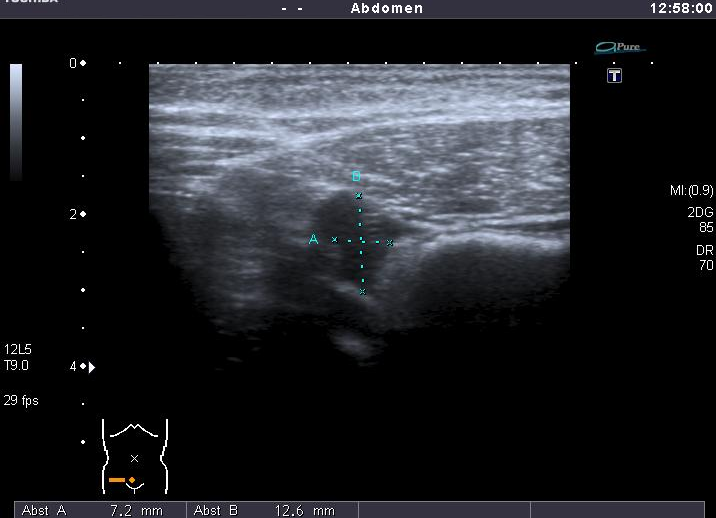 Abdomen
12:58:00
Pure
T
0
B
MI:(0.9)
2DG
85
DR
70
2
A
12L5
T9.0
4
29 fps
Abst A 7.2 mm Abst B 12.6 mm